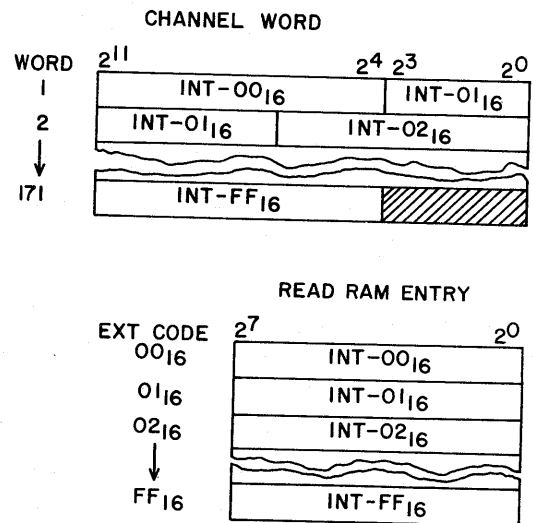 CHANNEL WORD
WORD 2¹¹ 2⁴ 2³ 2⁰
1 INT-00₁₆ INT-01₁₆
2 INT-01₁₆ INT-02₁₆
171 INT-FF₁₆
READ RAM ENTRY
EXT CODE 2⁷ 2⁰
00₁₆ INT-00₁₆
01₁₆ INT-01₁₆
02₁₆ INT-02₁₆
FF₁₆ INT-FF₁₆